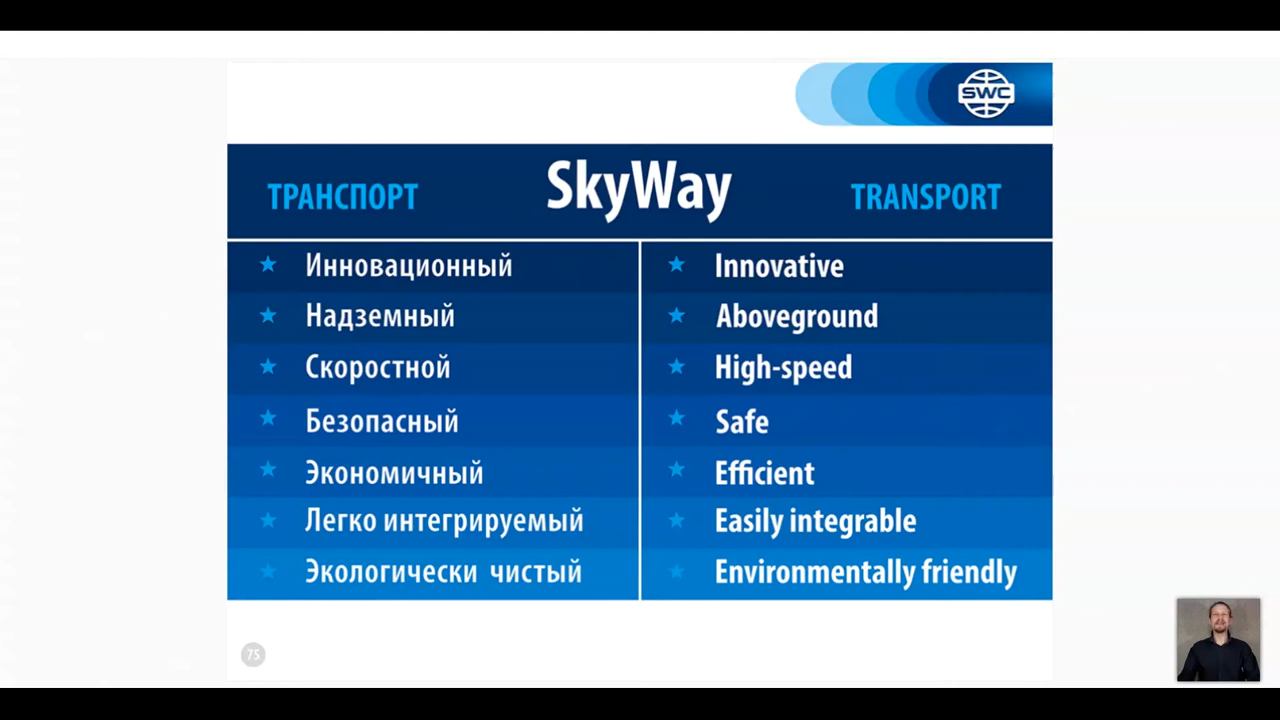 SWC
ТРАНСПОРТ SkyWay TRANSPORT
Инновационный Innovative
Надземный Aboveground
Скоростной High-speed
Безопасный Safe
Экономичный Efficient
Легко интегрируемый Easily integrable
Экологически чистый Environmentally friendly
75